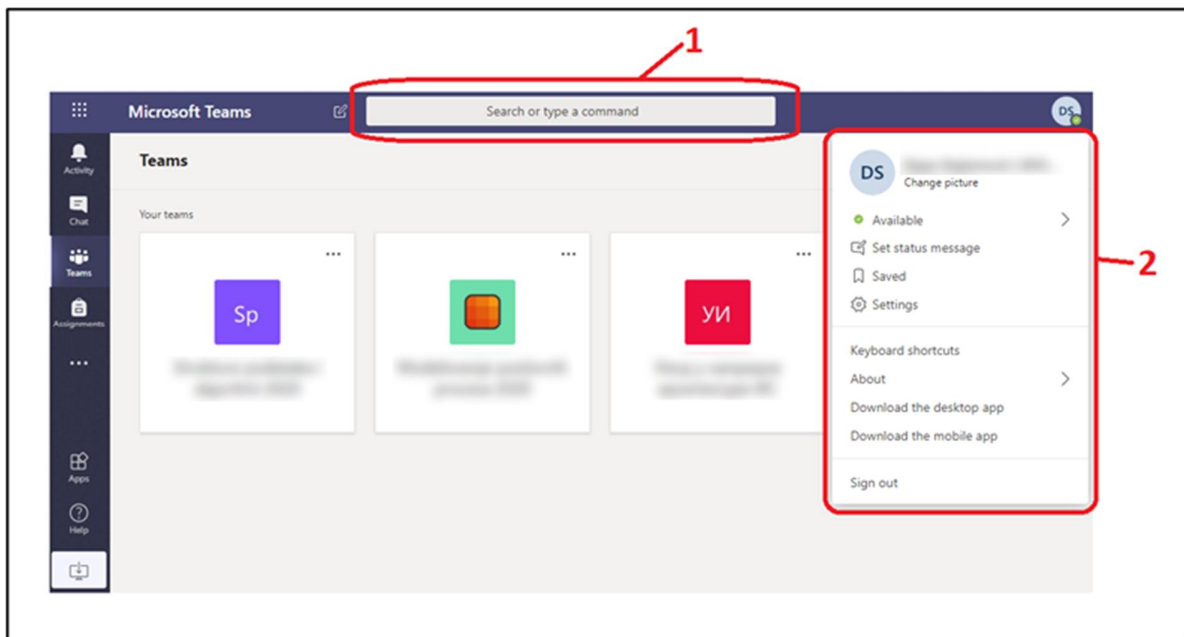 1
Microsoft Teams
Search or type a command
DS
Activity
Chat
Teams
Assignments
Apps
Help
Teams
Your teams
...
Sp
...
...
УИ
DS
Change picture
Available
Set status message
Saved
Settings
Keyboard shortcuts
About
Download the desktop app
Download the mobile app
Sign out
2